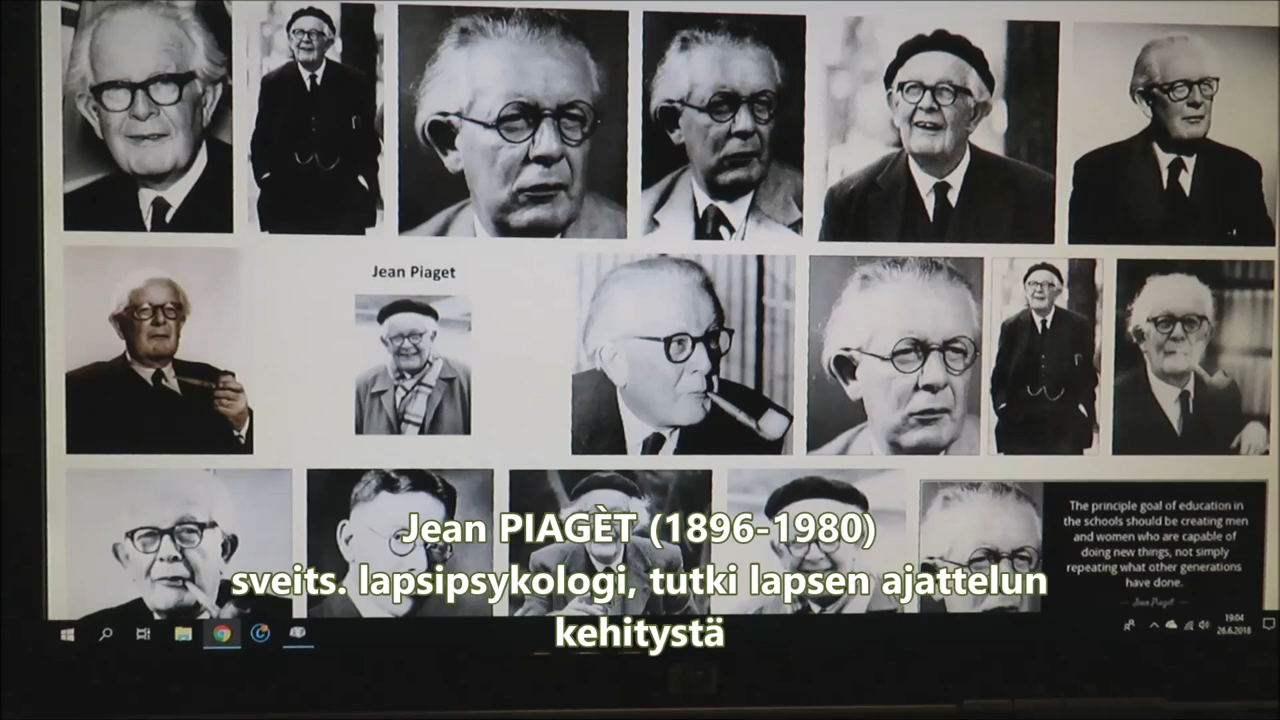 Jean Piaget
The principle goal of education in
the schools should be creating men
and women who are capable of
doing new things, not simply
repeating what other generations
have done.
Jean Piaget
Jean PIAGÈT (1896-1980)
sveits. lapsipsykologi, tutki lapsen ajattelun
kehitystä
19:04
26.6.2018